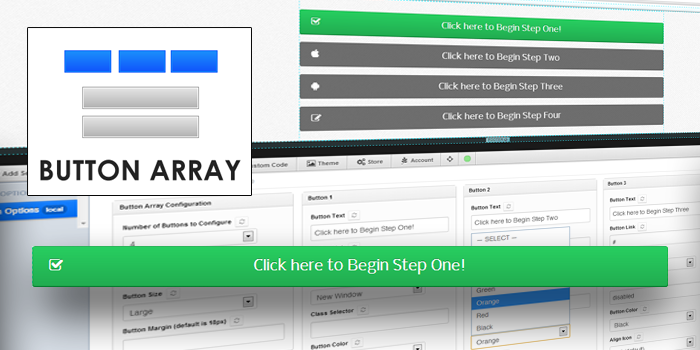 Click here to Begin Step One!
Click here to Begin Step Two
Click here to Begin Step Three
Click here to Begin Step Four
BUTTON ARRAY
Add
Custom Code
Theme
Store
Account
Options local
Button Array Configuration
Number of Buttons to Configure
4
Button Size
Large
Button Margin (default is 18px)
Button 1
Button Text
Click here to Begin Step One!
New Window
Class Selector
Button Color
Button 2
Button Text
Click here to Begin Step Two
-- SELECT --
Green
Orange
Red
Black
Orange
Button 3
Button Text
Click here to Begin Step Three
Button Link
#
disabled
Button Color
Black
Align Icon
Click here to Begin Step One!